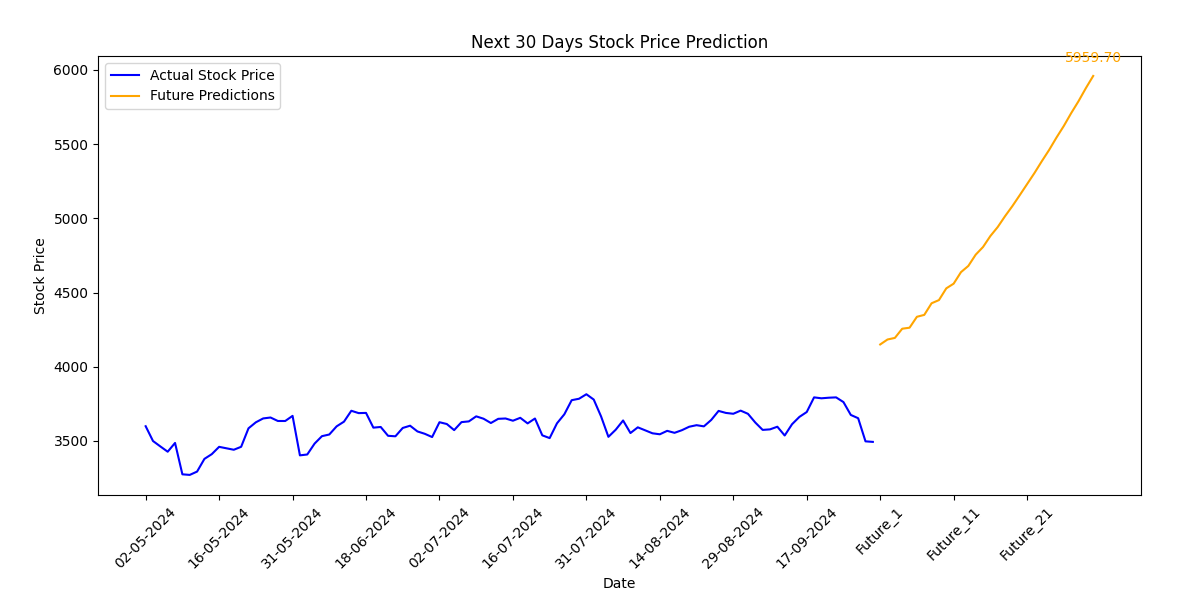 Next 30 Days Stock Price Prediction
5959.70
Actual Stock Price
Future Predictions
6000
5500
5000
4500
4000
3500
Stock Price
02-05-2024
16-05-2024
31-05-2024
18-06-2024
02-07-2024
16-07-2024
31-07-2024
14-08-2024
29-08-2024
17-09-2024
Future_1
Future_11
Future_21
Date